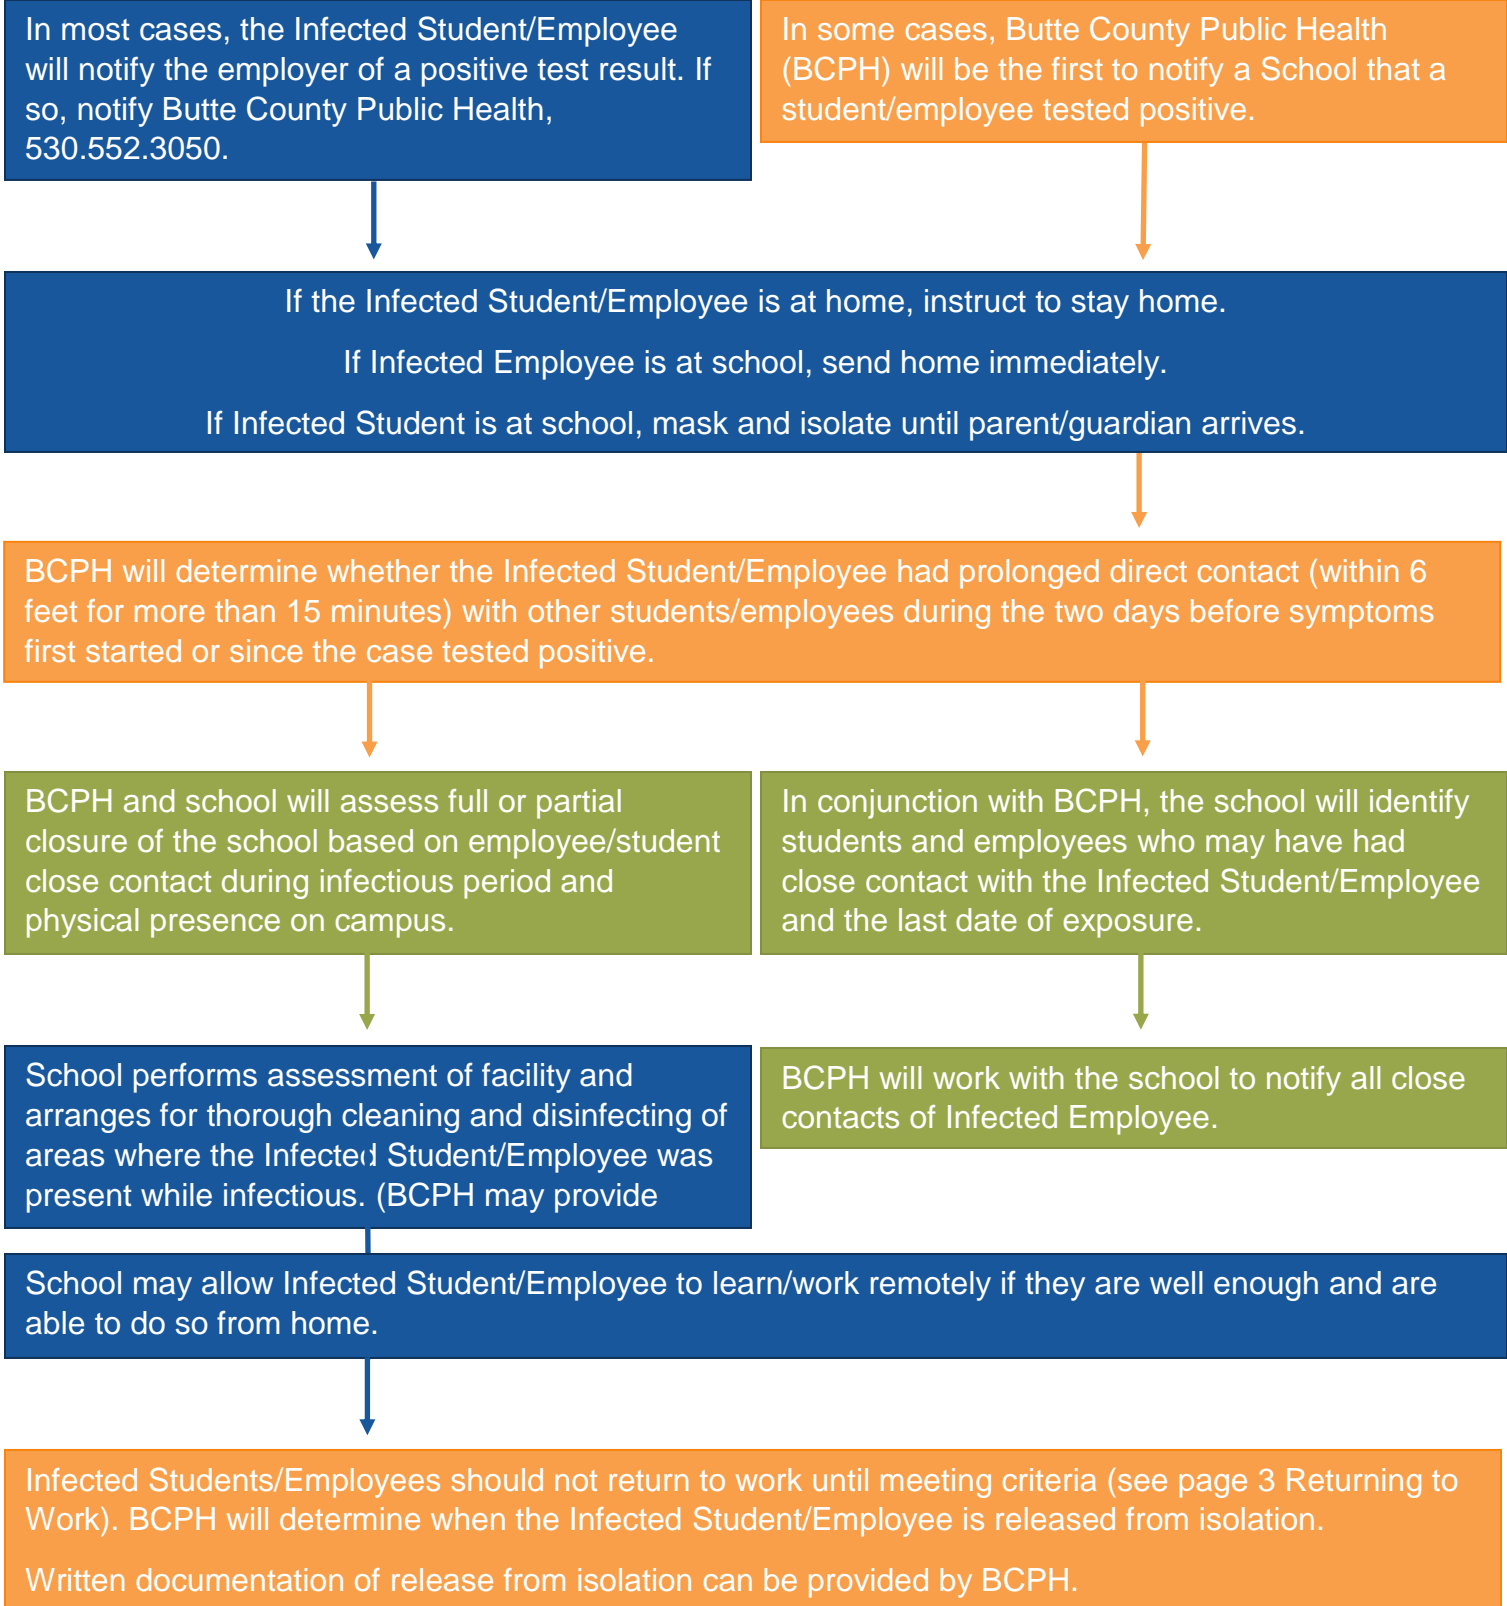 In most cases, the Infected Student/Employee
will notify the employer of a positive test result. If
so, notify Butte County Public Health,
530.552.3050.
In some cases, Butte County Public Health
(BCPH) will be the first to notify a School that a
student/employee tested positive.
If the Infected Student/Employee is at home, instruct to stay home.
If Infected Employee is at school, send home immediately.
If Infected Student is at school, mask and isolate until parent/guardian arrives.
BCPH will determine whether the Infected Student/Employee had prolonged direct contact (within 6
feet for more than 15 minutes) with other students/employees during the two days before symptoms
first started or since the case tested positive.
BCPH and school will assess full or partial
closure of the school based on employee/student
close contact during infectious period and
physical presence on campus.
In conjunction with BCPH, the school will identify
students and employees who may have had
close contact with the Infected Student/Employee
and the last date of exposure.
School performs assessment of facility and
arranges for thorough cleaning and disinfecting of
areas where the Infected Student/Employee was
present while infectious. (BCPH may provide
BCPH will work with the school to notify all close
contacts of Infected Employee.
School may allow Infected Student/Employee to learn/work remotely if they are well enough and are
able to do so from home.
Infected Students/Employees should not return to work until meeting criteria (see page 3 Returning to
Work). BCPH will determine when the Infected Student/Employee is released from isolation.
Written documentation of release from isolation can be provided by BCPH.